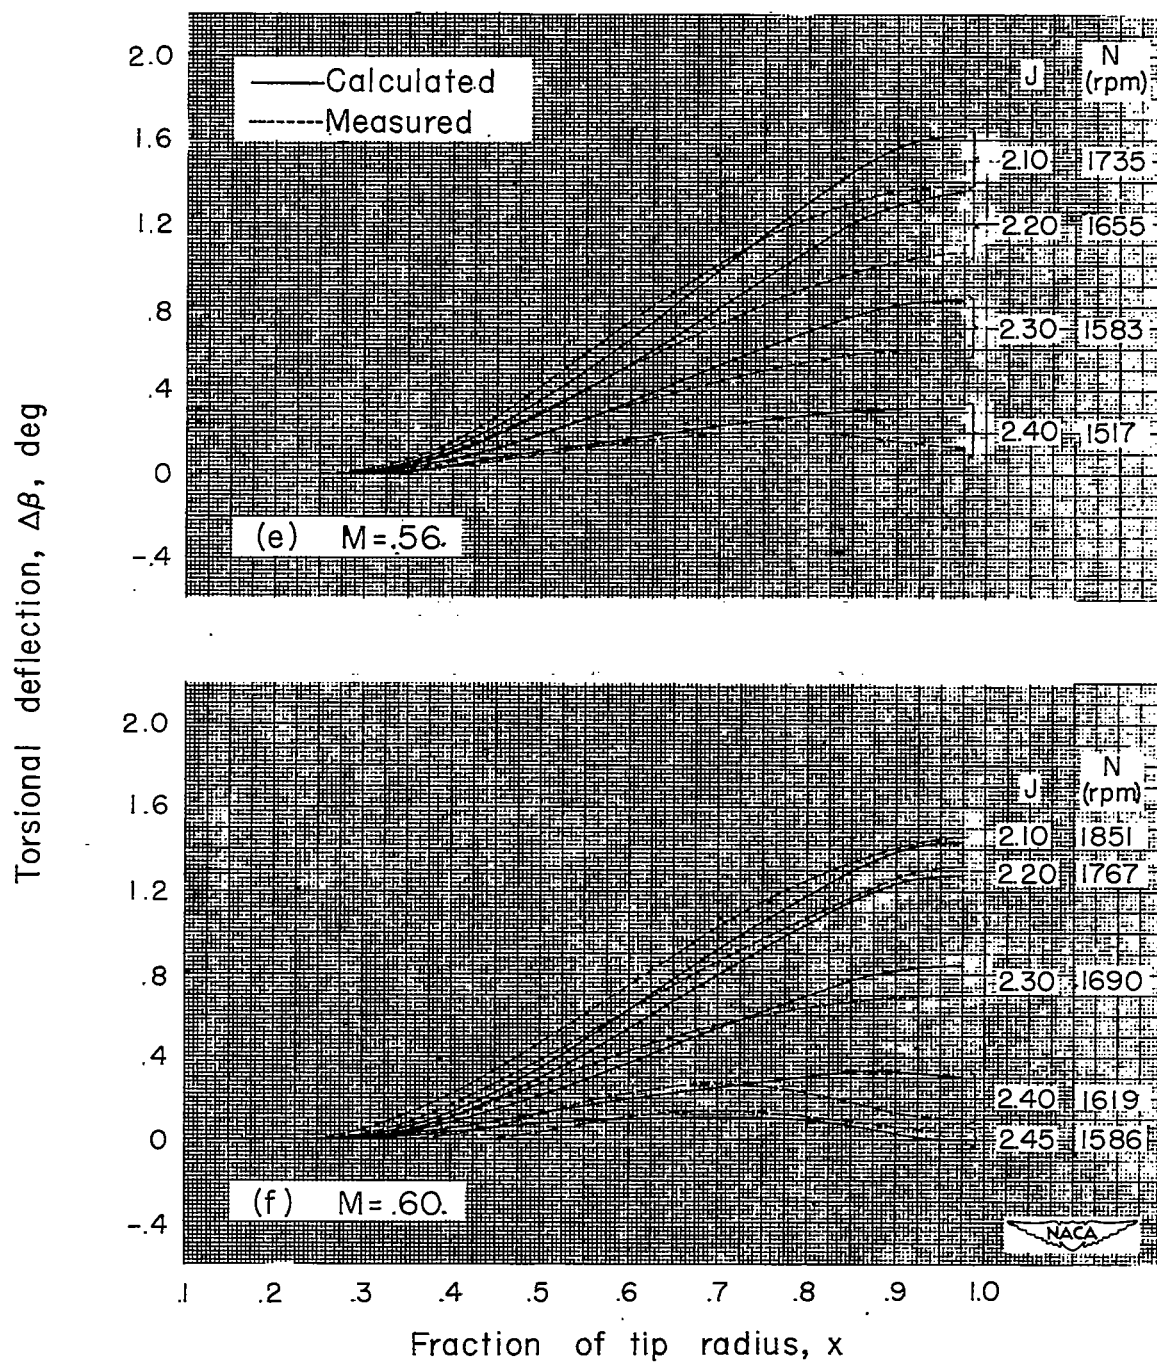 Torsional deflection, Δβ, deg
2.0
1.6
1.2
.8
.4
0
-.4
Calculated
Measured
J
N
(rpm)
2.10 1735
2.20 1655
2.30 1583
2.40 1517
(e) M=.56.
2.0
1.6
1.2
.8
.4
0
-.4
J
N
(rpm)
2.10 1851
2.20 1767
2.30 1690
2.40 1619
2.45 1586
(f) M=.60.
NACA
.1 .2 .3 .4 .5 .6 .7 .8 .9 1.0
Fraction of tip radius, x